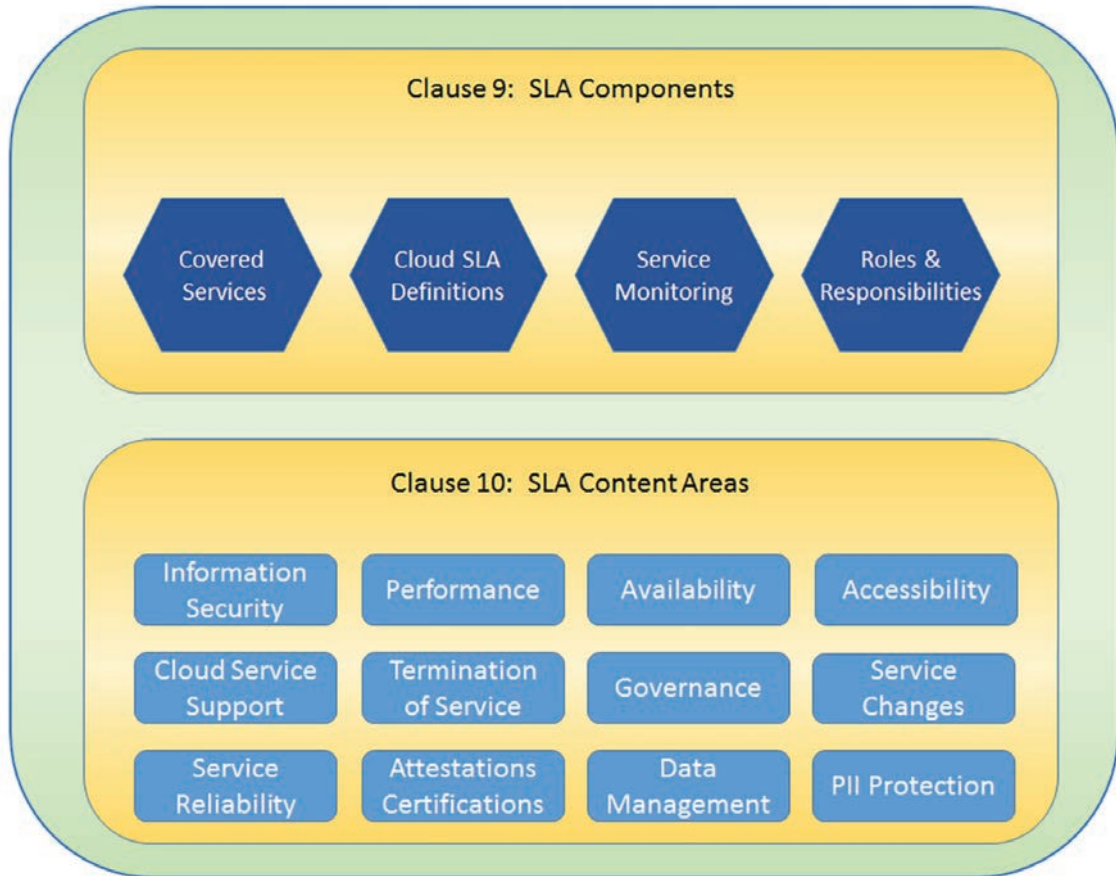 Clause 9: SLA Components
Covered
Services
Cloud SLA
Definitions
Service
Monitoring
Roles &
Responsibilities
Clause 10: SLA Content Areas
Information
Security
Performance
Availability
Accessibility
Cloud Service
Support
Termination
of Service
Governance
Service
Changes
Service
Reliability
Attestations
Certifications
Data
Management
PII Protection